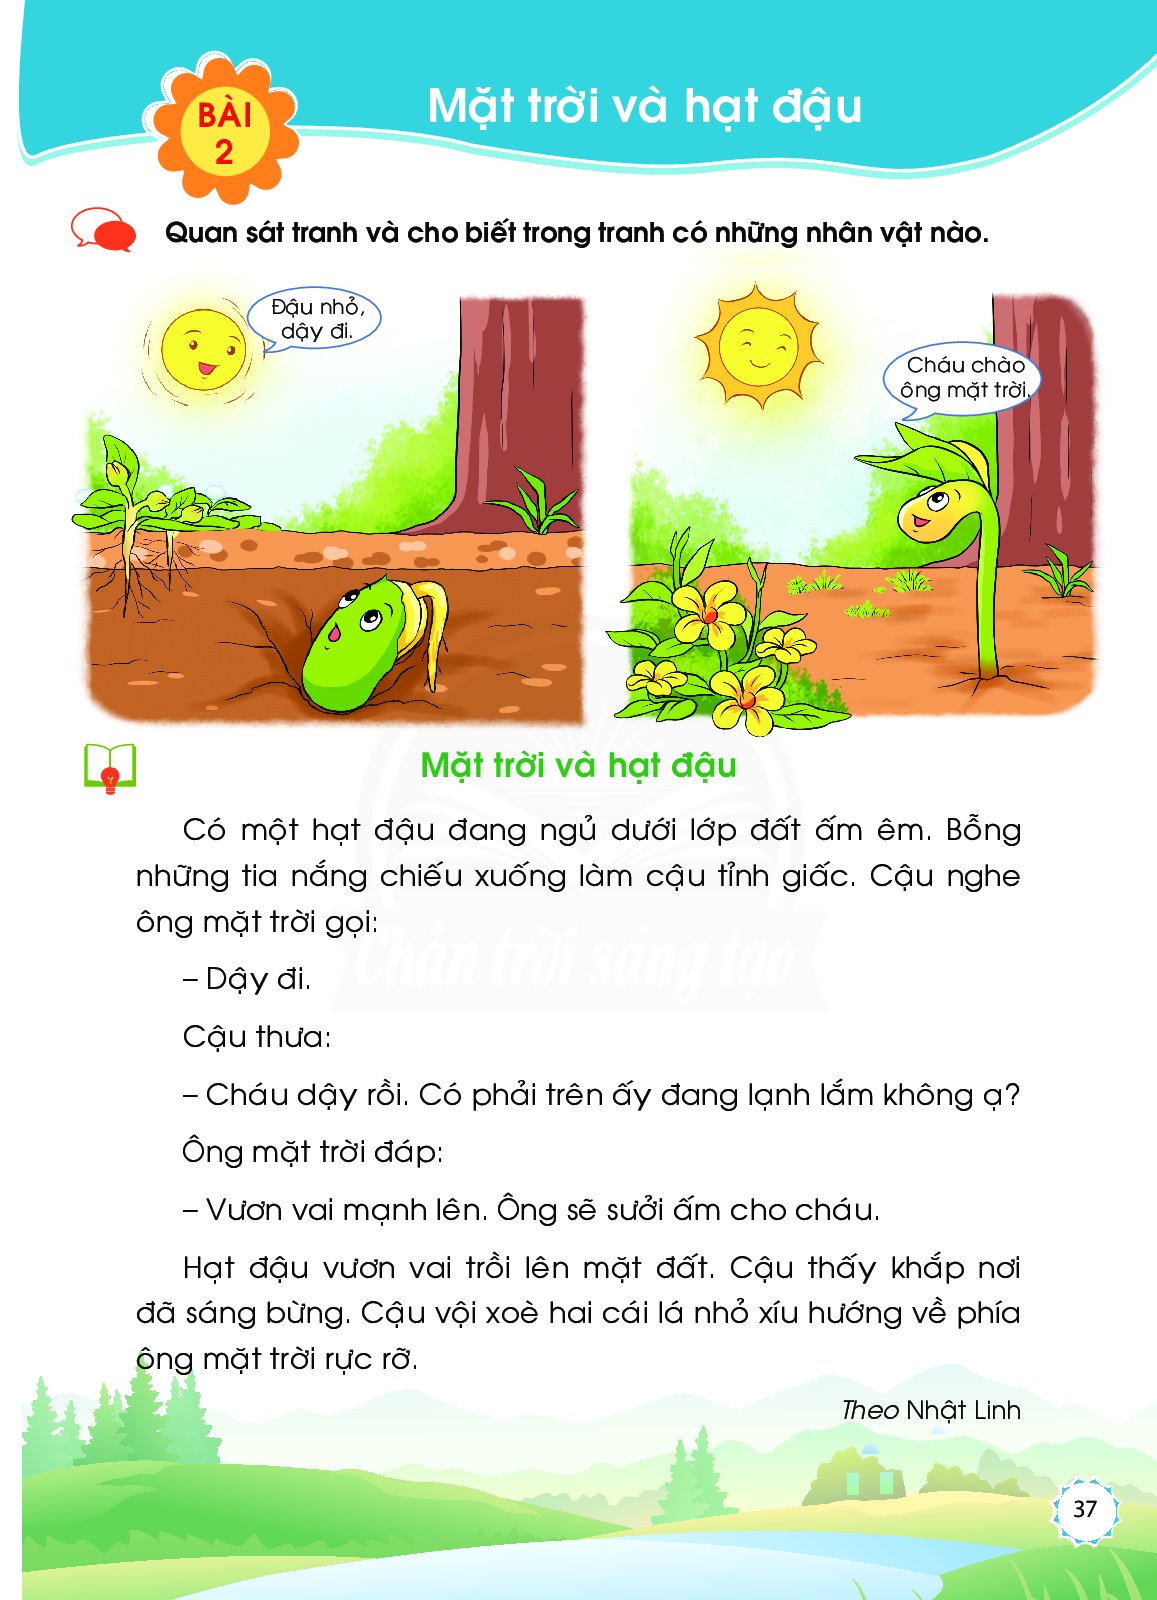 BÀI
2
Mặt trời và hạt đậu
Quan sát tranh và cho biết trong tranh có những nhân vật nào.
Đậu nhỏ,
dậy đi.
Cháu chào
ông mặt trời.
Mặt trời và hạt đậu
Có một hạt đậu đang ngủ dưới lớp đất ấm êm. Bỗng
những tia nắng chiếu xuống làm cậu tỉnh giấc. Cậu nghe
ông mặt trời gọi:
– Dậy đi.
Cậu thưa:
– Cháu dậy rồi. Có phải trên ấy đang lạnh lắm không ạ?
Ông mặt trời đáp:
– Vươn vai mạnh lên. Ông sẽ sưởi ấm cho cháu.
Hạt đậu vươn vai trồi lên mặt đất. Cậu thấy khắp nơi
đã sáng bừng. Cậu vội xoè hai cái lá nhỏ xíu hướng về phía
ông mặt trời rực rỡ.
Theo Nhật Linh
Chân trời sáng tạo
37